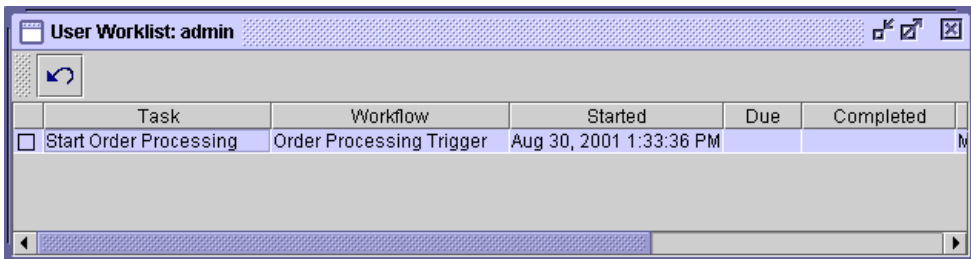 User Worklist: admin
Task Workflow Started Due Completed
Start Order Processing Order Processing Trigger Aug 30, 2001 1:33:36 PM